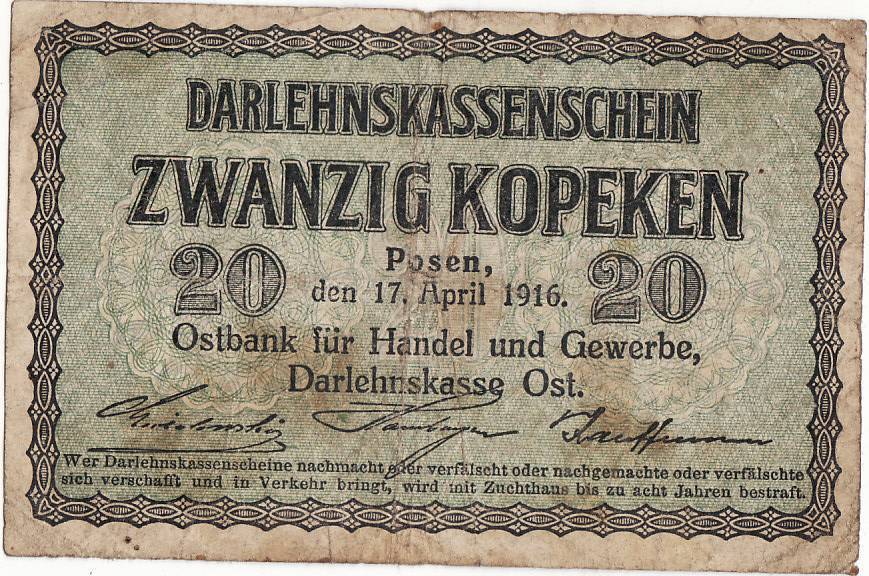 DARLEHNSKASSENSCHEIN
ZWANZIG KOPEKEN
20 Posen, 20
den 17. April 1916.
Ostbank für Handel und Gewerbe,
Darlehnskasse Ost.
Kauffmann
Wer Darlehnskassenscheine nachmacht oder verfälscht oder nachgemachte oder verfälschte
sich verschafft und in Verkehr bringt, wird mit Zuchthaus bis zu acht Jahren bestraft.